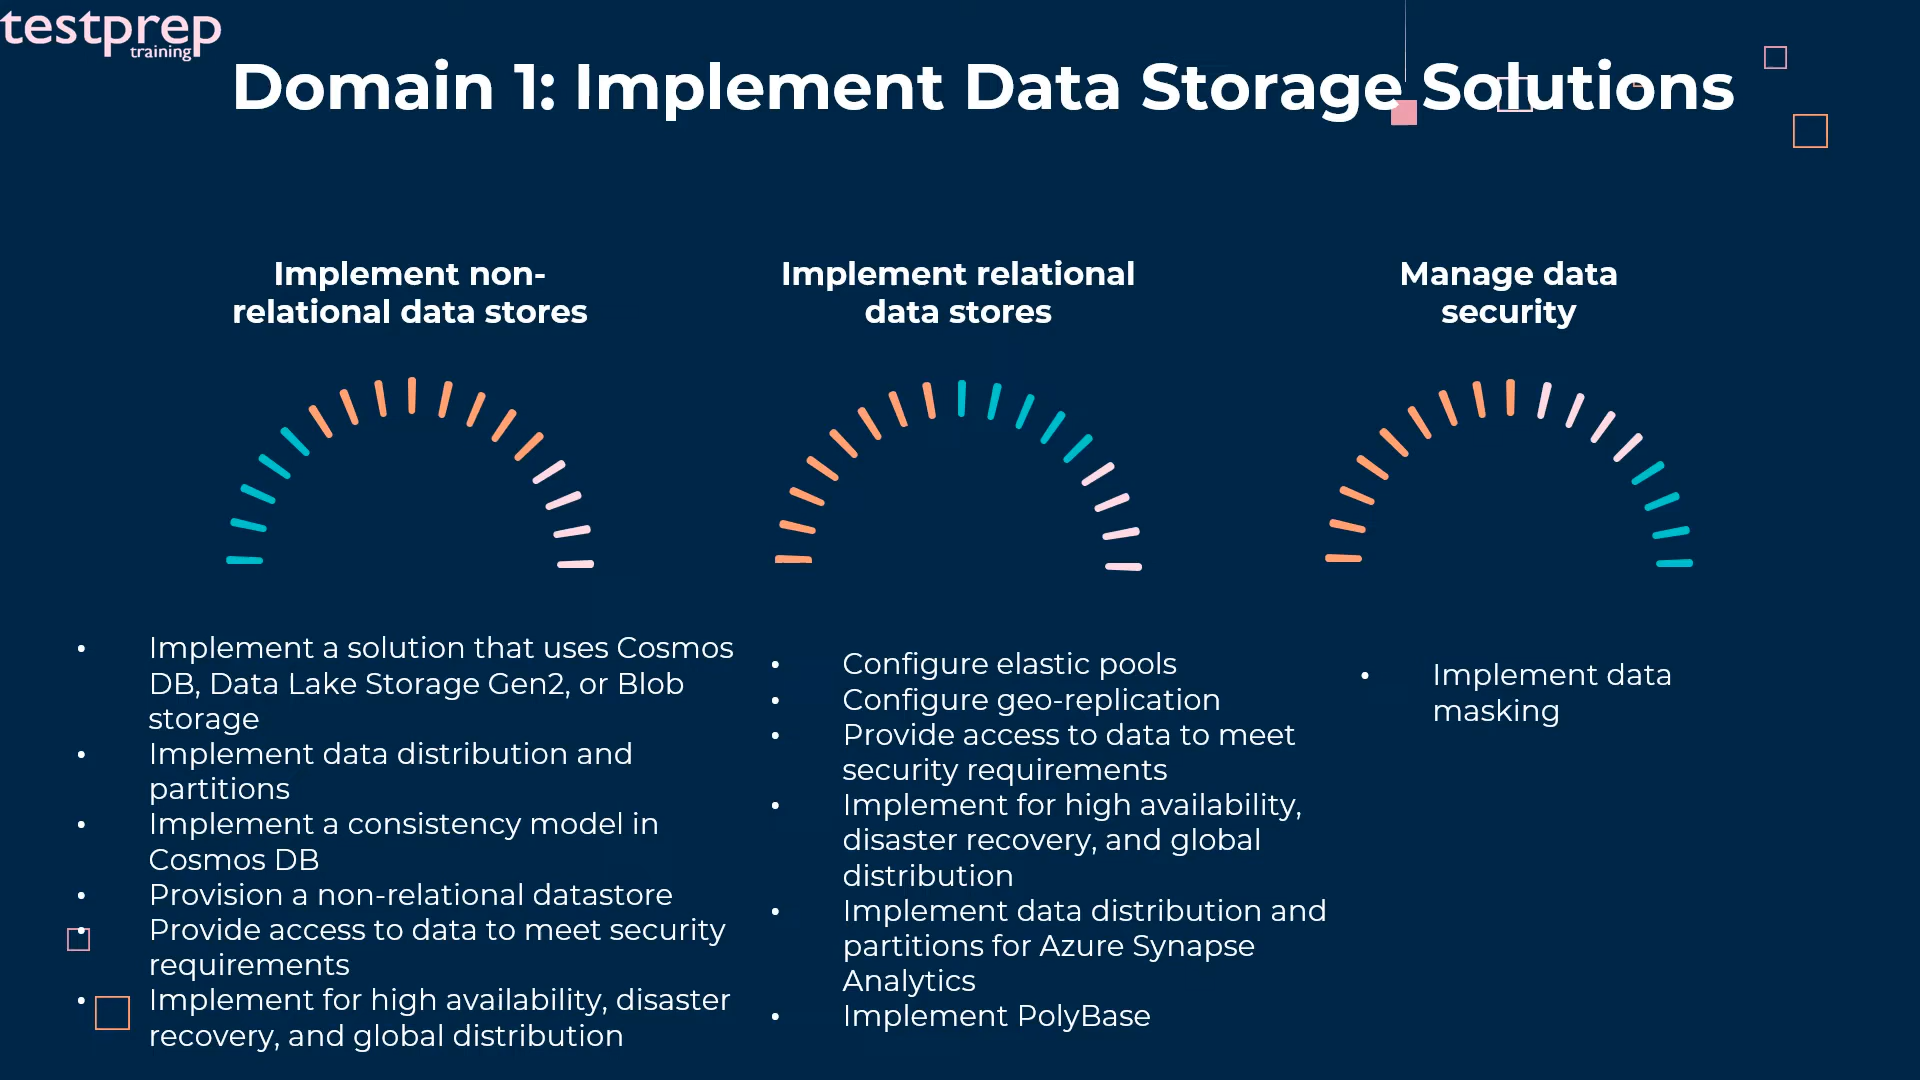 testprep
training
Domain 1: Implement Data Storage Solutions
Implement non-
relational data stores
• Implement a solution that uses Cosmos
DB, Data Lake Storage Gen2, or Blob
storage
• Implement data distribution and
partitions
• Implement a consistency model in
Cosmos DB
• Provision a non-relational datastore
• Provide access to data to meet security
requirements
• Implement for high availability, disaster
recovery, and global distribution
Implement relational
data stores
• Configure elastic pools
• Configure geo-replication
• Provide access to data to meet
security requirements
• Implement for high availability,
disaster recovery, and global
distribution
• Implement data distribution and
partitions for Azure Synapse
Analytics
• Implement PolyBase
Manage data
security
• Implement data
masking